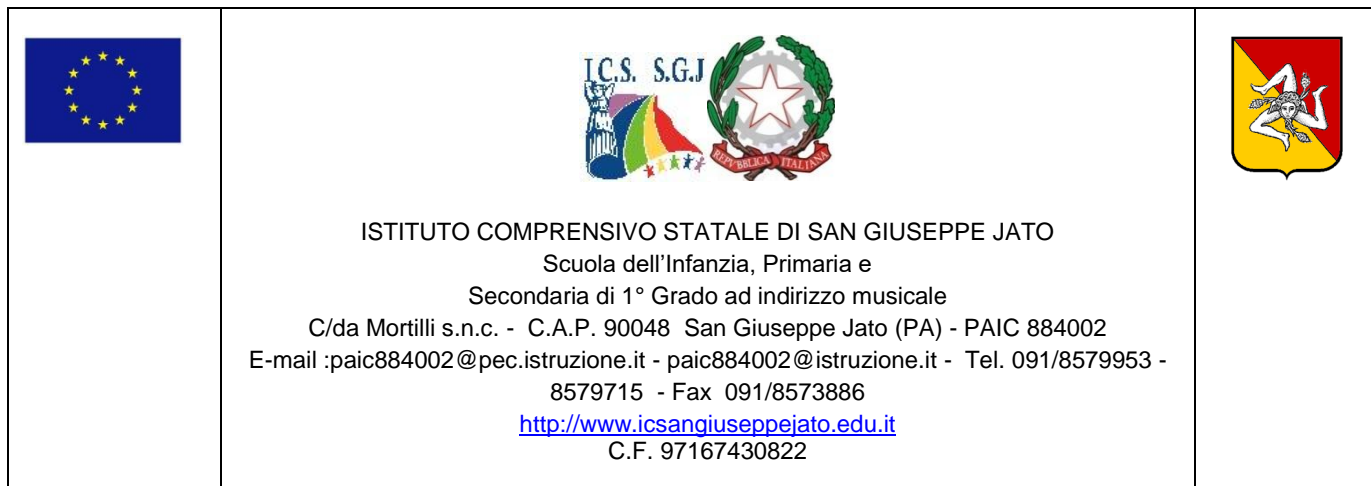 I.C.S. S.G.J
REPVBBLICA ITALIANA
ISTITUTO COMPRENSIVO STATALE DI SAN GIUSEPPE JATO
Scuola dell’Infanzia, Primaria e
Secondaria di 1° Grado ad indirizzo musicale
C/da Mortilli s.n.c. - C.A.P. 90048 San Giuseppe Jato (PA) - PAIC 884002
E-mail :paic884002@pec.istruzione.it - paic884002@istruzione.it - Tel. 091/8579953 -
8579715 - Fax 091/8573886
http://www.icsangiuseppejato.edu.it
C.F. 97167430822